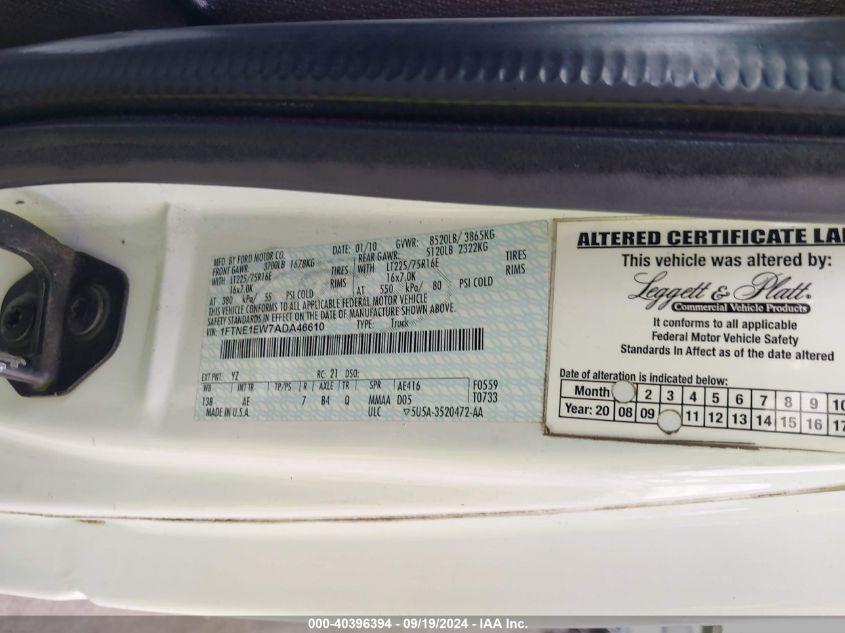 MFD. BY FORD MOTOR CO.
DATE: 01/10 GVWR: 8520LB/ 3865KG
FRONT GAWR: 3700LB 1678KG
REAR GAWR: 5120LB 2322KG
WITH LT225/75R16E TIRES
16x7.0K RIMS
AT 380 kPa/ 55 PSI COLD
WITH LT225/75R16E TIRES
16x7.0K RIMS
AT 550 kPa/ 80 PSI COLD
THIS VEHICLE CONFORMS TO ALL APPLICABLE FEDERAL MOTOR VEHICLE
SAFETY STANDARDS IN EFFECT ON THE DATE OF MANUFACTURE SHOWN ABOVE.
VIN: 1FTNE1EW7ADA46610 TYPE: Truck
EXT PNT: YZ RC: 21 DSO:
WB INT TR TP/PS R AXLE TR SPR AE416 F0559
138 AE 7 B4 Q MMAA D05 T0733
MADE IN U.S.A. ULC ▽5U5A-3520472-AA
ALTERED CERTIFICATE LA
This vehicle was altered by:
Leggett & Platt
Commercial Vehicle Products
It conforms to all applicable
Federal Motor Vehicle Safety
Standards In Affect as of the date altered
Date of alteration is indicated below:
Month 2 3 4 5 6 7 8 9 10
Year: 20 08 09 11 12 13 14 15 16 17
000-40396394 - 09/19/2024 - IAA Inc.